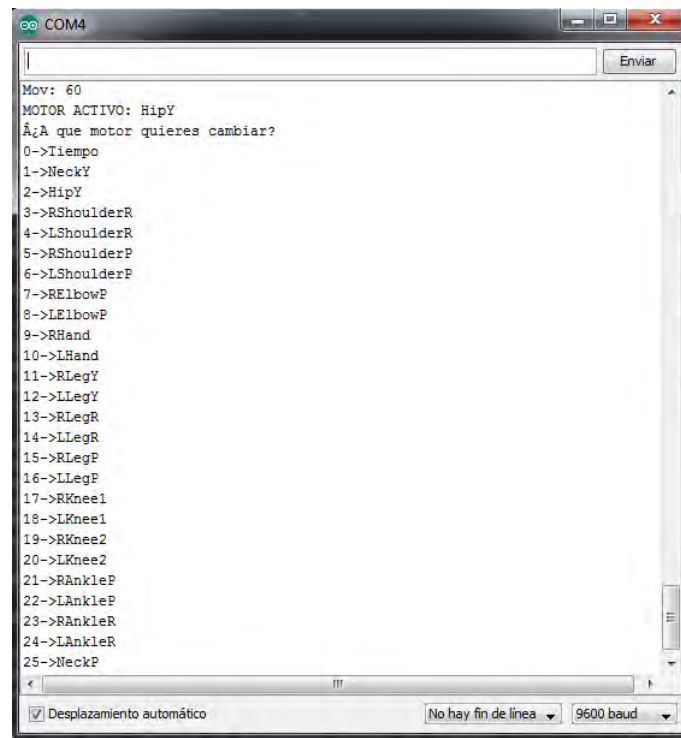 COM4
Enviar
Mov: 60
MOTOR ACTIVO: HipY
Â¿A que motor quieres cambiar?
0->Tiempo
1->NeckY
2->HipY
3->RShoulderR
4->LShoulderR
5->RShoulderP
6->LShoulderP
7->RElbowP
8->LElbowP
9->RHand
10->LHand
11->RLegY
12->LLegY
13->RLegR
14->LLegR
15->RLegP
16->LLegP
17->RKnee1
18->LKnee1
19->RKnee2
20->LKnee2
21->RAnkleP
22->LAnkleP
23->RAnkleR
24->LAnkleR
25->NeckP
Desplazamiento automático No hay fin de línea 9600 baud